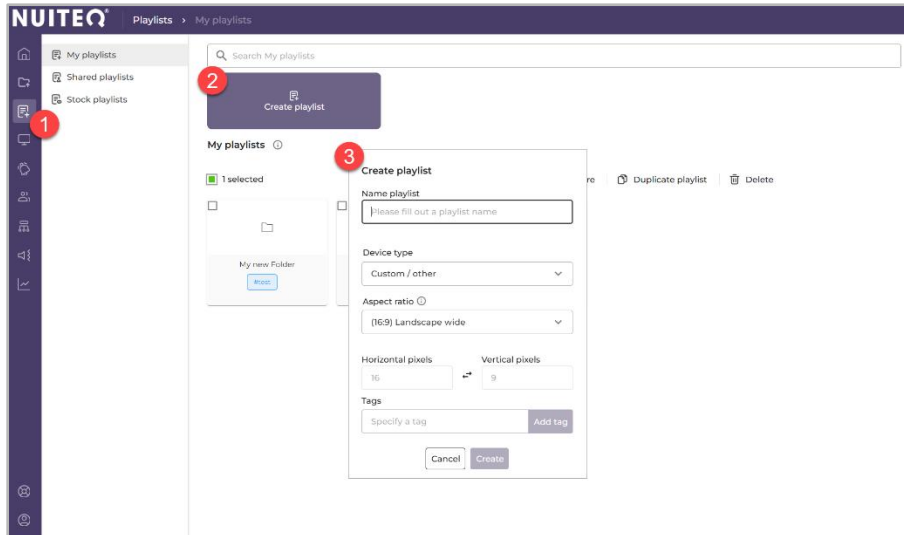 NUITEQ
Playlists > My playlists
My playlists
Shared playlists
Stock playlists
Search My playlists
2
Create playlist
1
My playlists
3
1 selected
re
Duplicate playlist
Delete
My new Folder
Create playlist
Name playlist
Please fill out a playlist name
Device type
Custom / other
Aspect ratio
(16:9) Landscape wide
Horizontal pixels
Vertical pixels
16
9
Tags
Specify a tag
Add tag
Cancel
Create